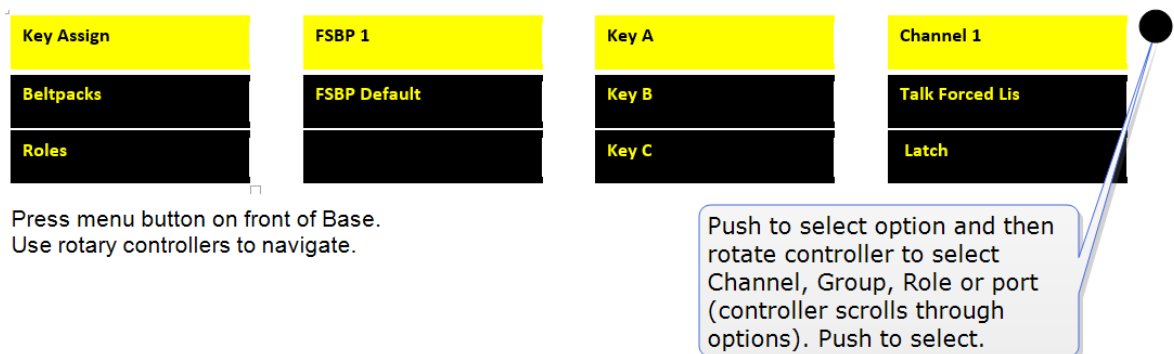 Key Assign
FSBP 1
Key A
Channel 1
Beltpacks
FSBP Default
Key B
Talk Forced Lis
Roles
Key C
Latch
Press menu button on front of Base.
Use rotary controllers to navigate.
Push to select option and then
rotate controller to select
Channel, Group, Role or port
(controller scrolls through
options). Push to select.